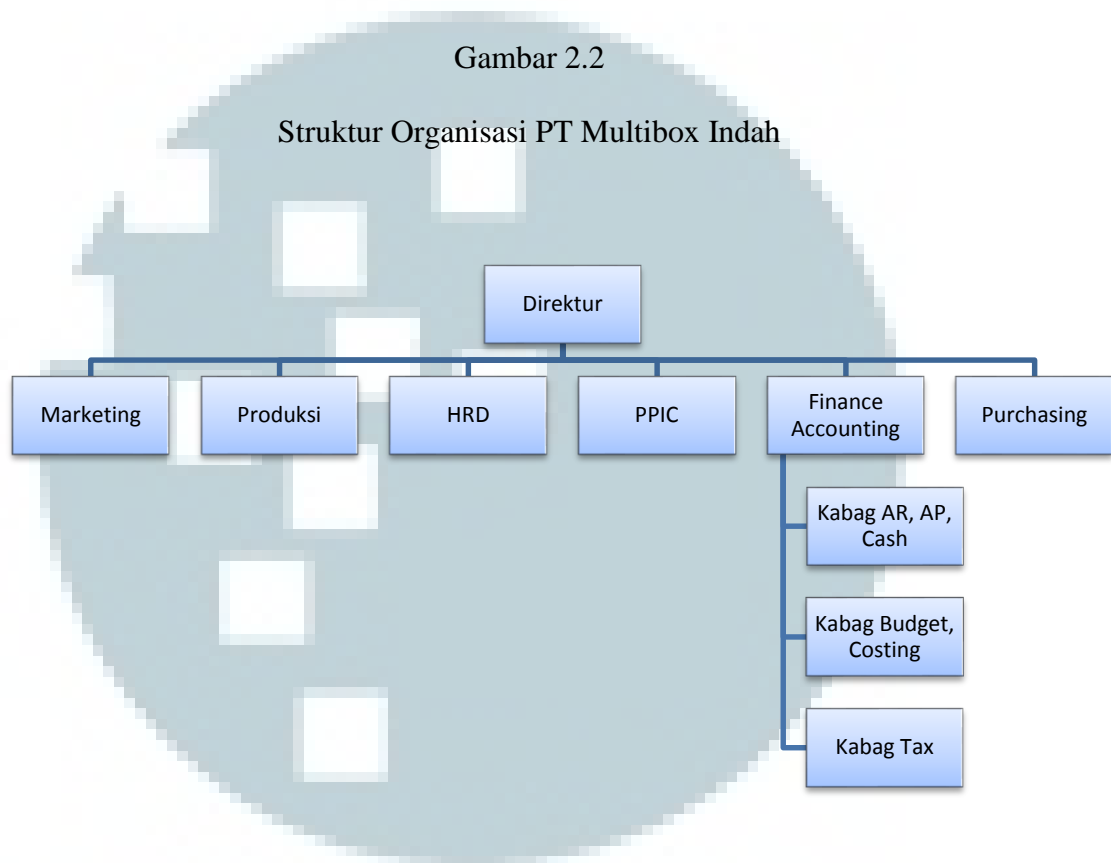 Gambar 2.2
Struktur Organisasi PT Multibox Indah
Direktur
Marketing
Produksi
HRD
PPIC
Finance
Accounting
Purchasing
Kabag AR, AP,
Cash
Kabag Budget,
Costing
Kabag Tax